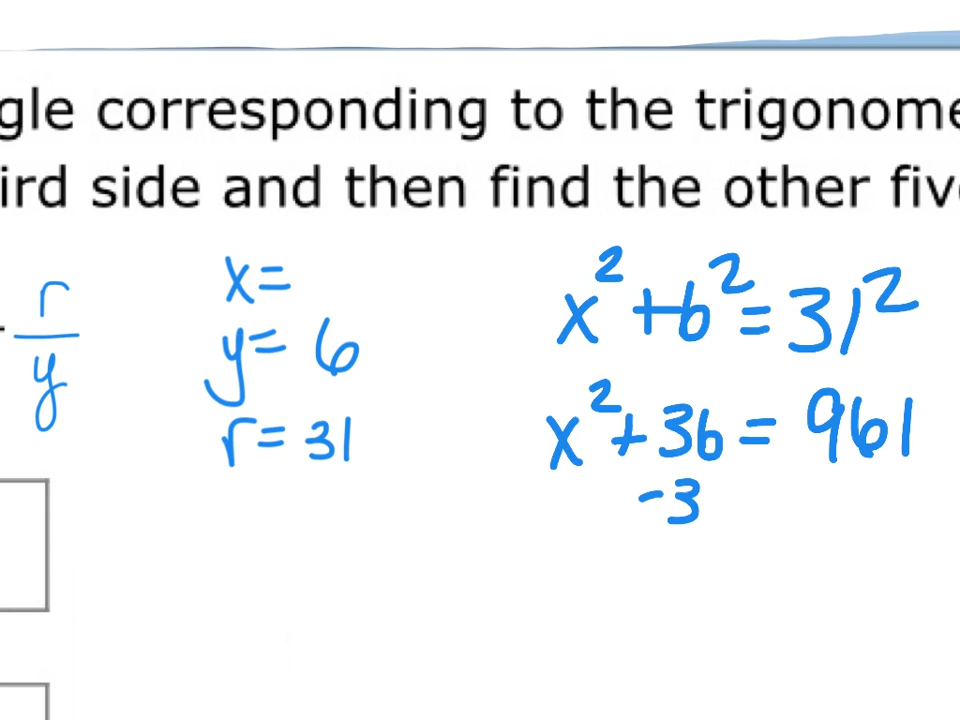 gle corresponding to the trigonome
ird side and then find the other five
r/y
x=
y=6
r=31
x²+6²=31²
x²+36=961
-3